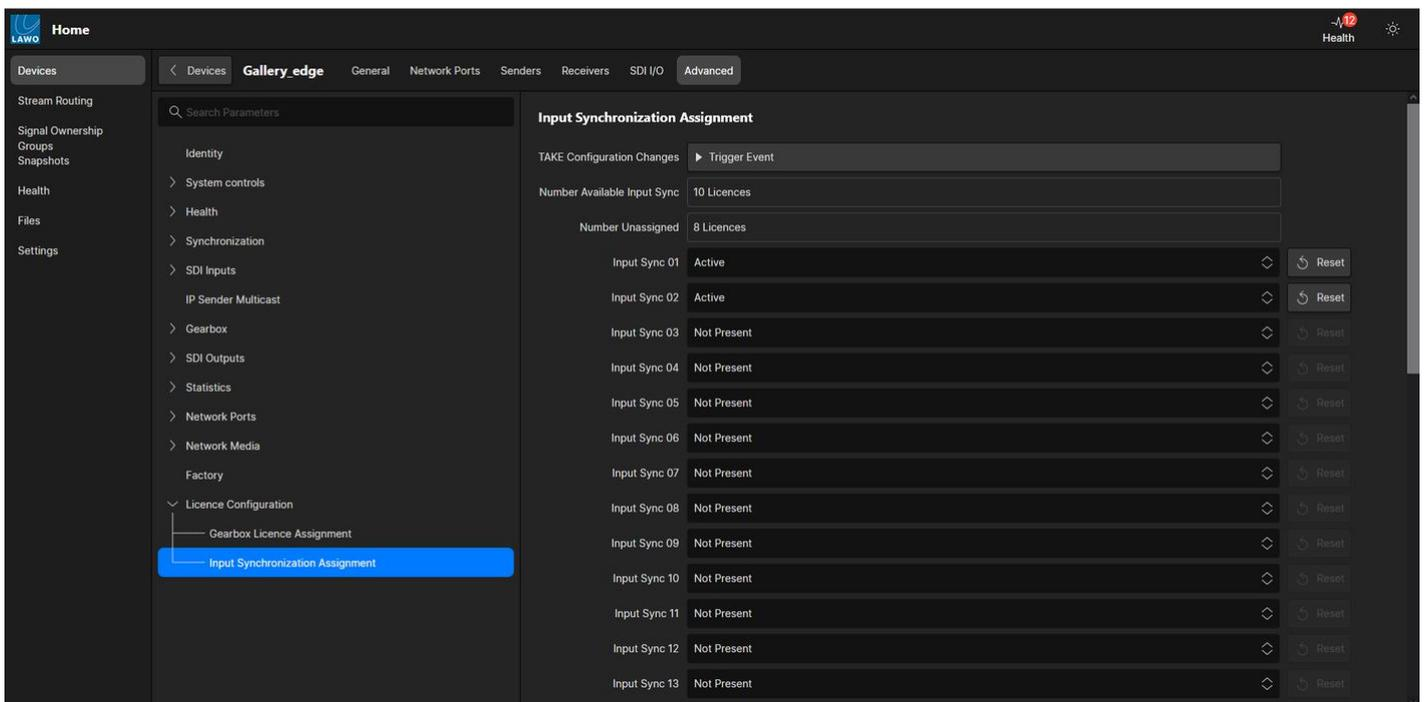 LAWO
Home
12
Health
Devices
Stream Routing
Signal Ownership
Groups
Snapshots
Health
Files
Settings
Devices
Gallery_edge
General
Network Ports
Senders
Receivers
SDI I/O
Advanced
Search Parameters
Identity
System controls
Health
Synchronization
SDI Inputs
IP Sender Multicast
Gearbox
SDI Outputs
Statistics
Network Ports
Network Media
Factory
Licence Configuration
Gearbox Licence Assignment
Input Synchronization Assignment
Input Synchronization Assignment
TAKE Configuration Changes Trigger Event
Number Available Input Sync 10 Licences
Number Unassigned 8 Licences
Input Sync 01 Active Reset
Input Sync 02 Active Reset
Input Sync 03 Not Present Reset
Input Sync 04 Not Present Reset
Input Sync 05 Not Present Reset
Input Sync 06 Not Present Reset
Input Sync 07 Not Present Reset
Input Sync 08 Not Present Reset
Input Sync 09 Not Present Reset
Input Sync 10 Not Present Reset
Input Sync 11 Not Present Reset
Input Sync 12 Not Present Reset
Input Sync 13 Not Present Reset